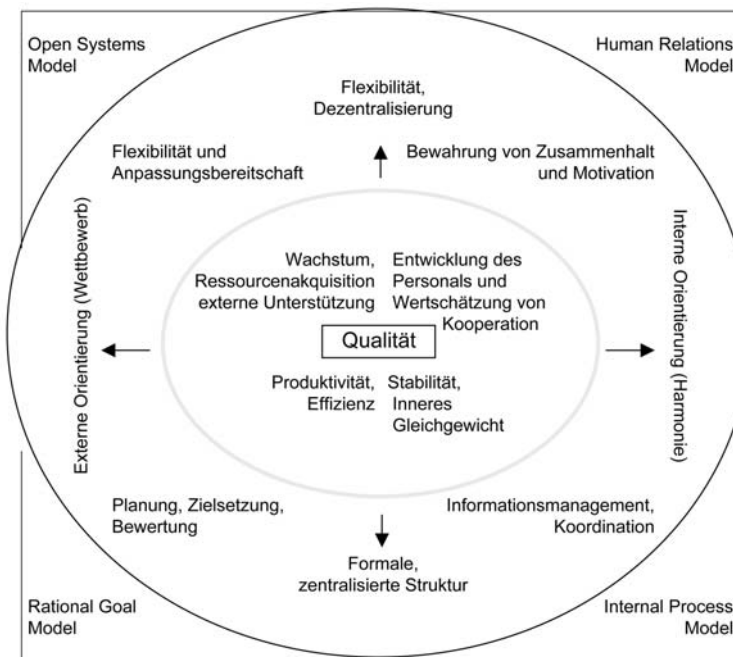 Open Systems
Model
Human Relations
Model
Flexibilität,
Dezentralisierung
Flexibilität und
Anpassungsbereitschaft
Bewahrung von Zusammenhalt
und Motivation
Externe Orientierung (Wettbewerb)
Wachstum,
Ressourcenakquisition
externe Unterstützung
Entwicklung des
Personals und
Wertschätzung von
Kooperation
Interne Orientierung (Harmonie)
Qualität
Produktivität,
Effizienz
Stabilität,
Inneres
Gleichgewicht
Planung, Zielsetzung,
Bewertung
Informationsmanagement,
Koordination
Formale,
zentralisierte Struktur
Rational Goal
Model
Internal Process
Model